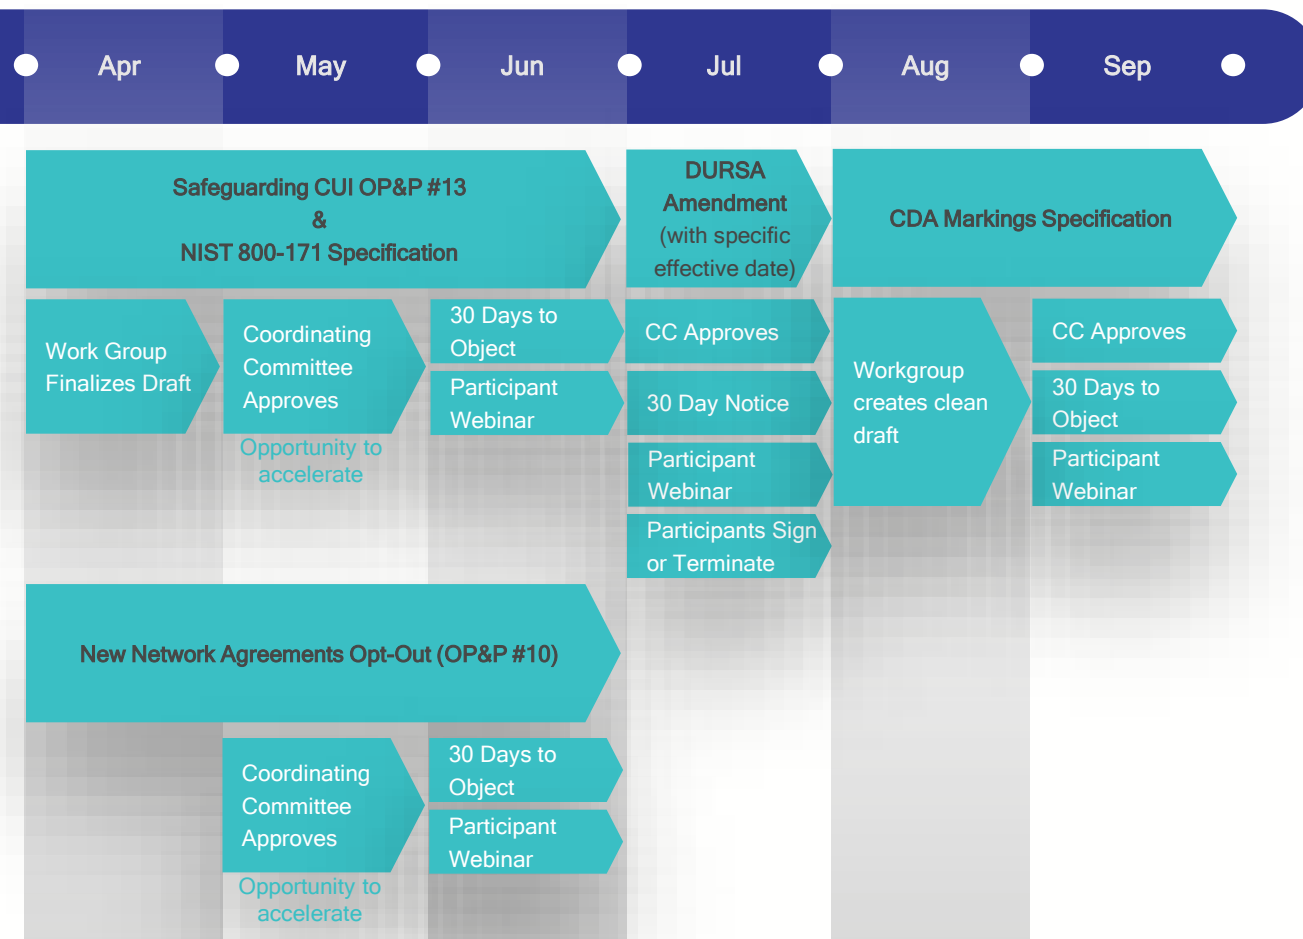 Apr
May
Jun
Jul
Aug
Sep
Safeguarding CUI OP&P #13
&
NIST 800-171 Specification
DURSA
Amendment
(with specific
effective date)
CDA Markings Specification
Work Group
Finalizes Draft
Coordinating
Committee
Approves
Opportunity to
accelerate
30 Days to
Object
Participant
Webinar
CC Approves
30 Day Notice
Participant
Webinar
Participants Sign
or Terminate
Workgroup
creates clean
draft
CC Approves
30 Days to
Object
Participant
Webinar
New Network Agreements Opt-Out (OP&P #10)
Coordinating
Committee
Approves
Opportunity to
accelerate
30 Days to
Object
Participant
Webinar